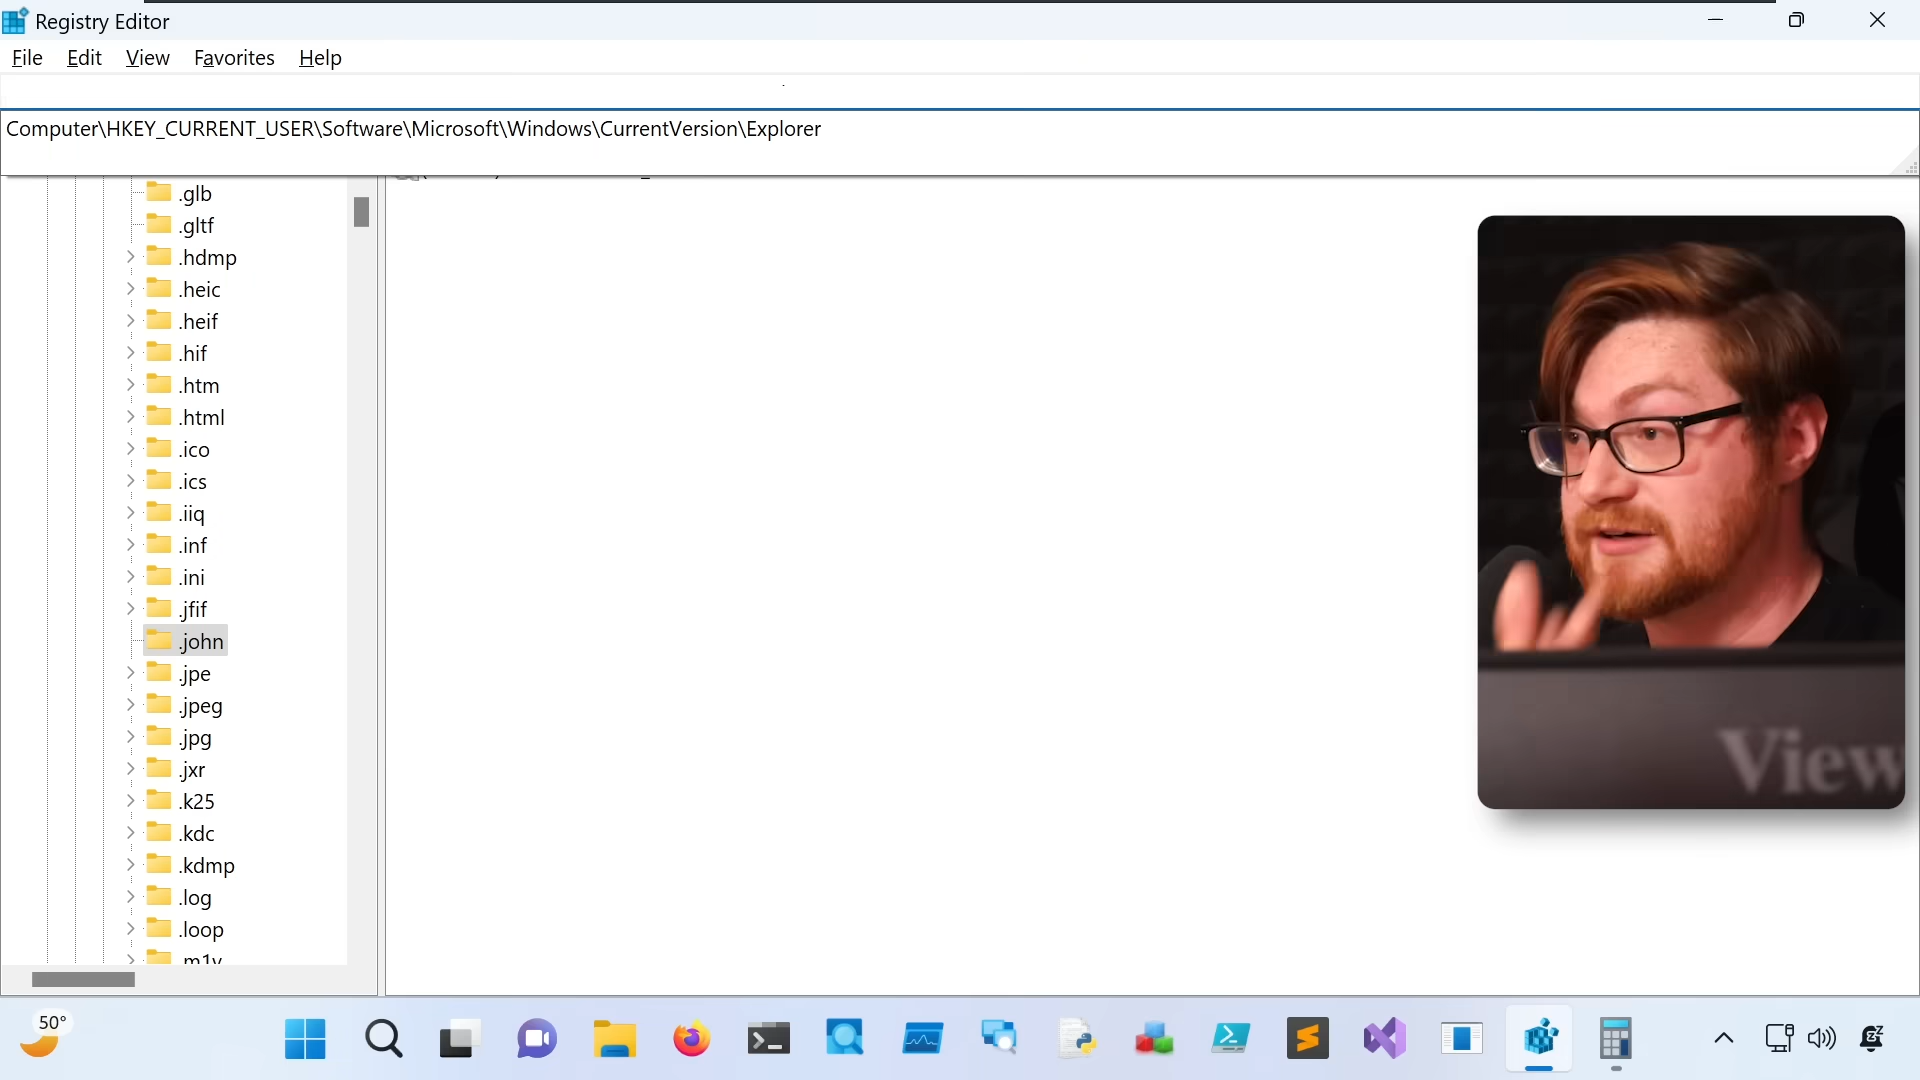 Registry Editor
File Edit View Favorites Help
Computer\HKEY_CURRENT_USER\Software\Microsoft\Windows\CurrentVersion\Explorer
.glb
.gltf
.hdmp
.heic
.heif
.hif
.htm
.html
.ico
.ics
.iiq
.inf
.ini
.jfif
.john
.jpe
.jpeg
.jpg
.jxr
.k25
.kdc
.kdmp
.log
.loop
.m1v
View
50°